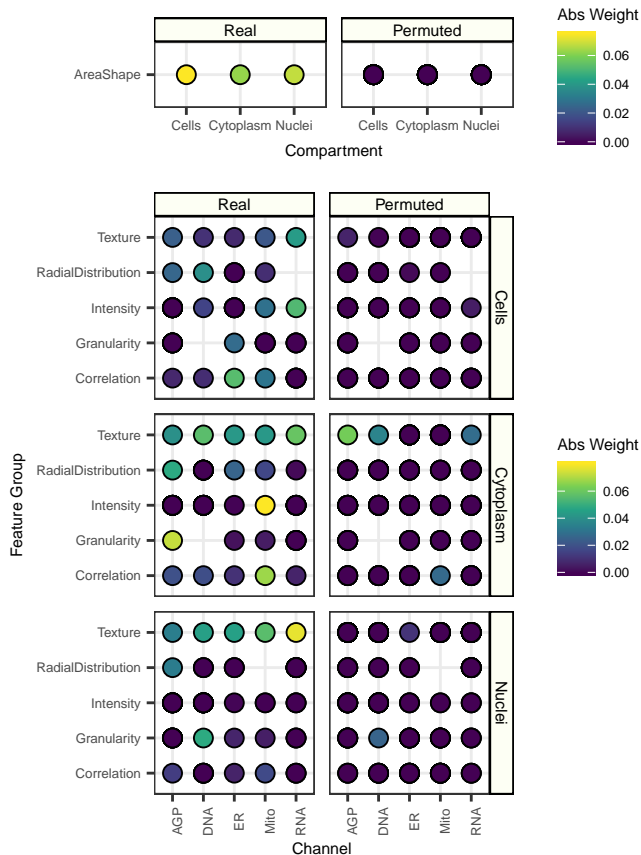 Real Permuted
AreaShape
Cells Cytoplasm Nuclei Cells Cytoplasm Nuclei
Compartment
Abs Weight
0.06
0.04
0.02
0.00
Real Permuted
Feature Group
Texture
RadialDistribution
Intensity
Granularity
Correlation
Cells
Texture
RadialDistribution
Intensity
Granularity
Correlation
Cytoplasm
Texture
RadialDistribution
Intensity
Granularity
Correlation
Nuclei
AGP DNA ER Mito RNA AGP DNA ER Mito RNA
Channel
Abs Weight
0.06
0.04
0.02
0.00